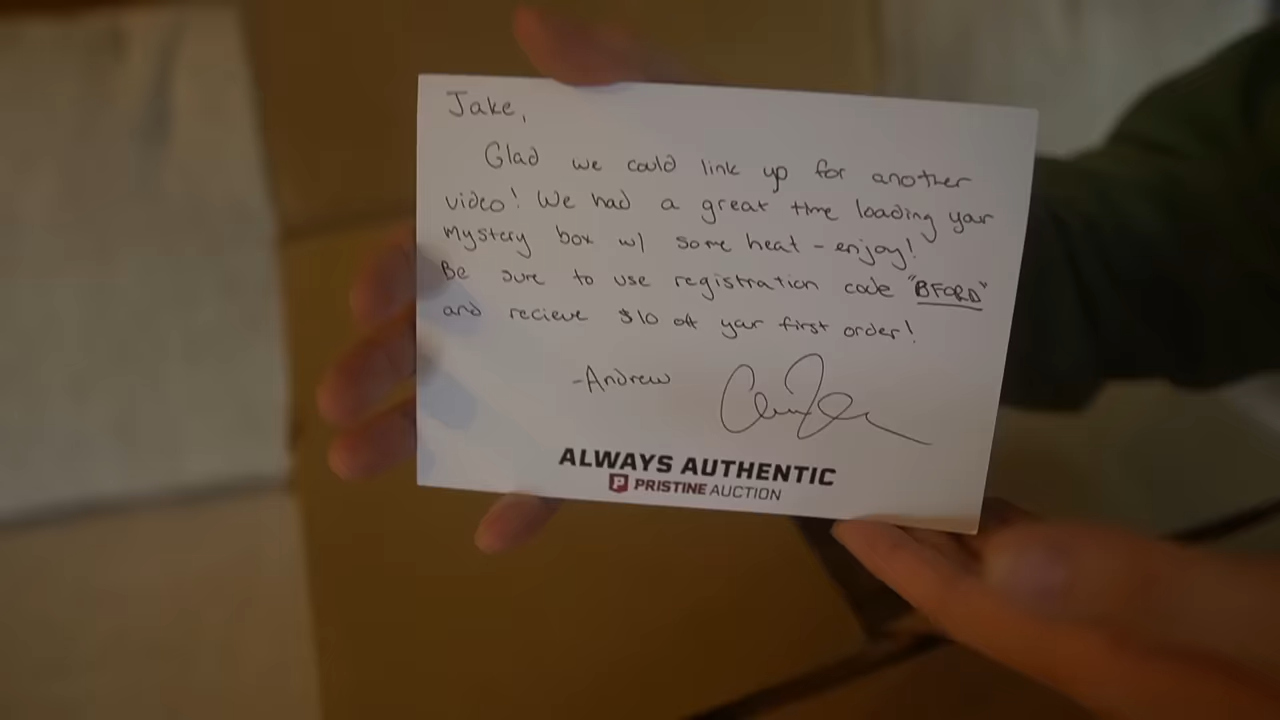 Jake,
Glad we could link up for another
video! We had a great time loading your
mystery box w/ some heat - enjoy!
Be sure to use registration code "BFORD"
and recieve $10 off your first order!
-Andrew
ALWAYS AUTHENTIC
P PRISTINE AUCTION